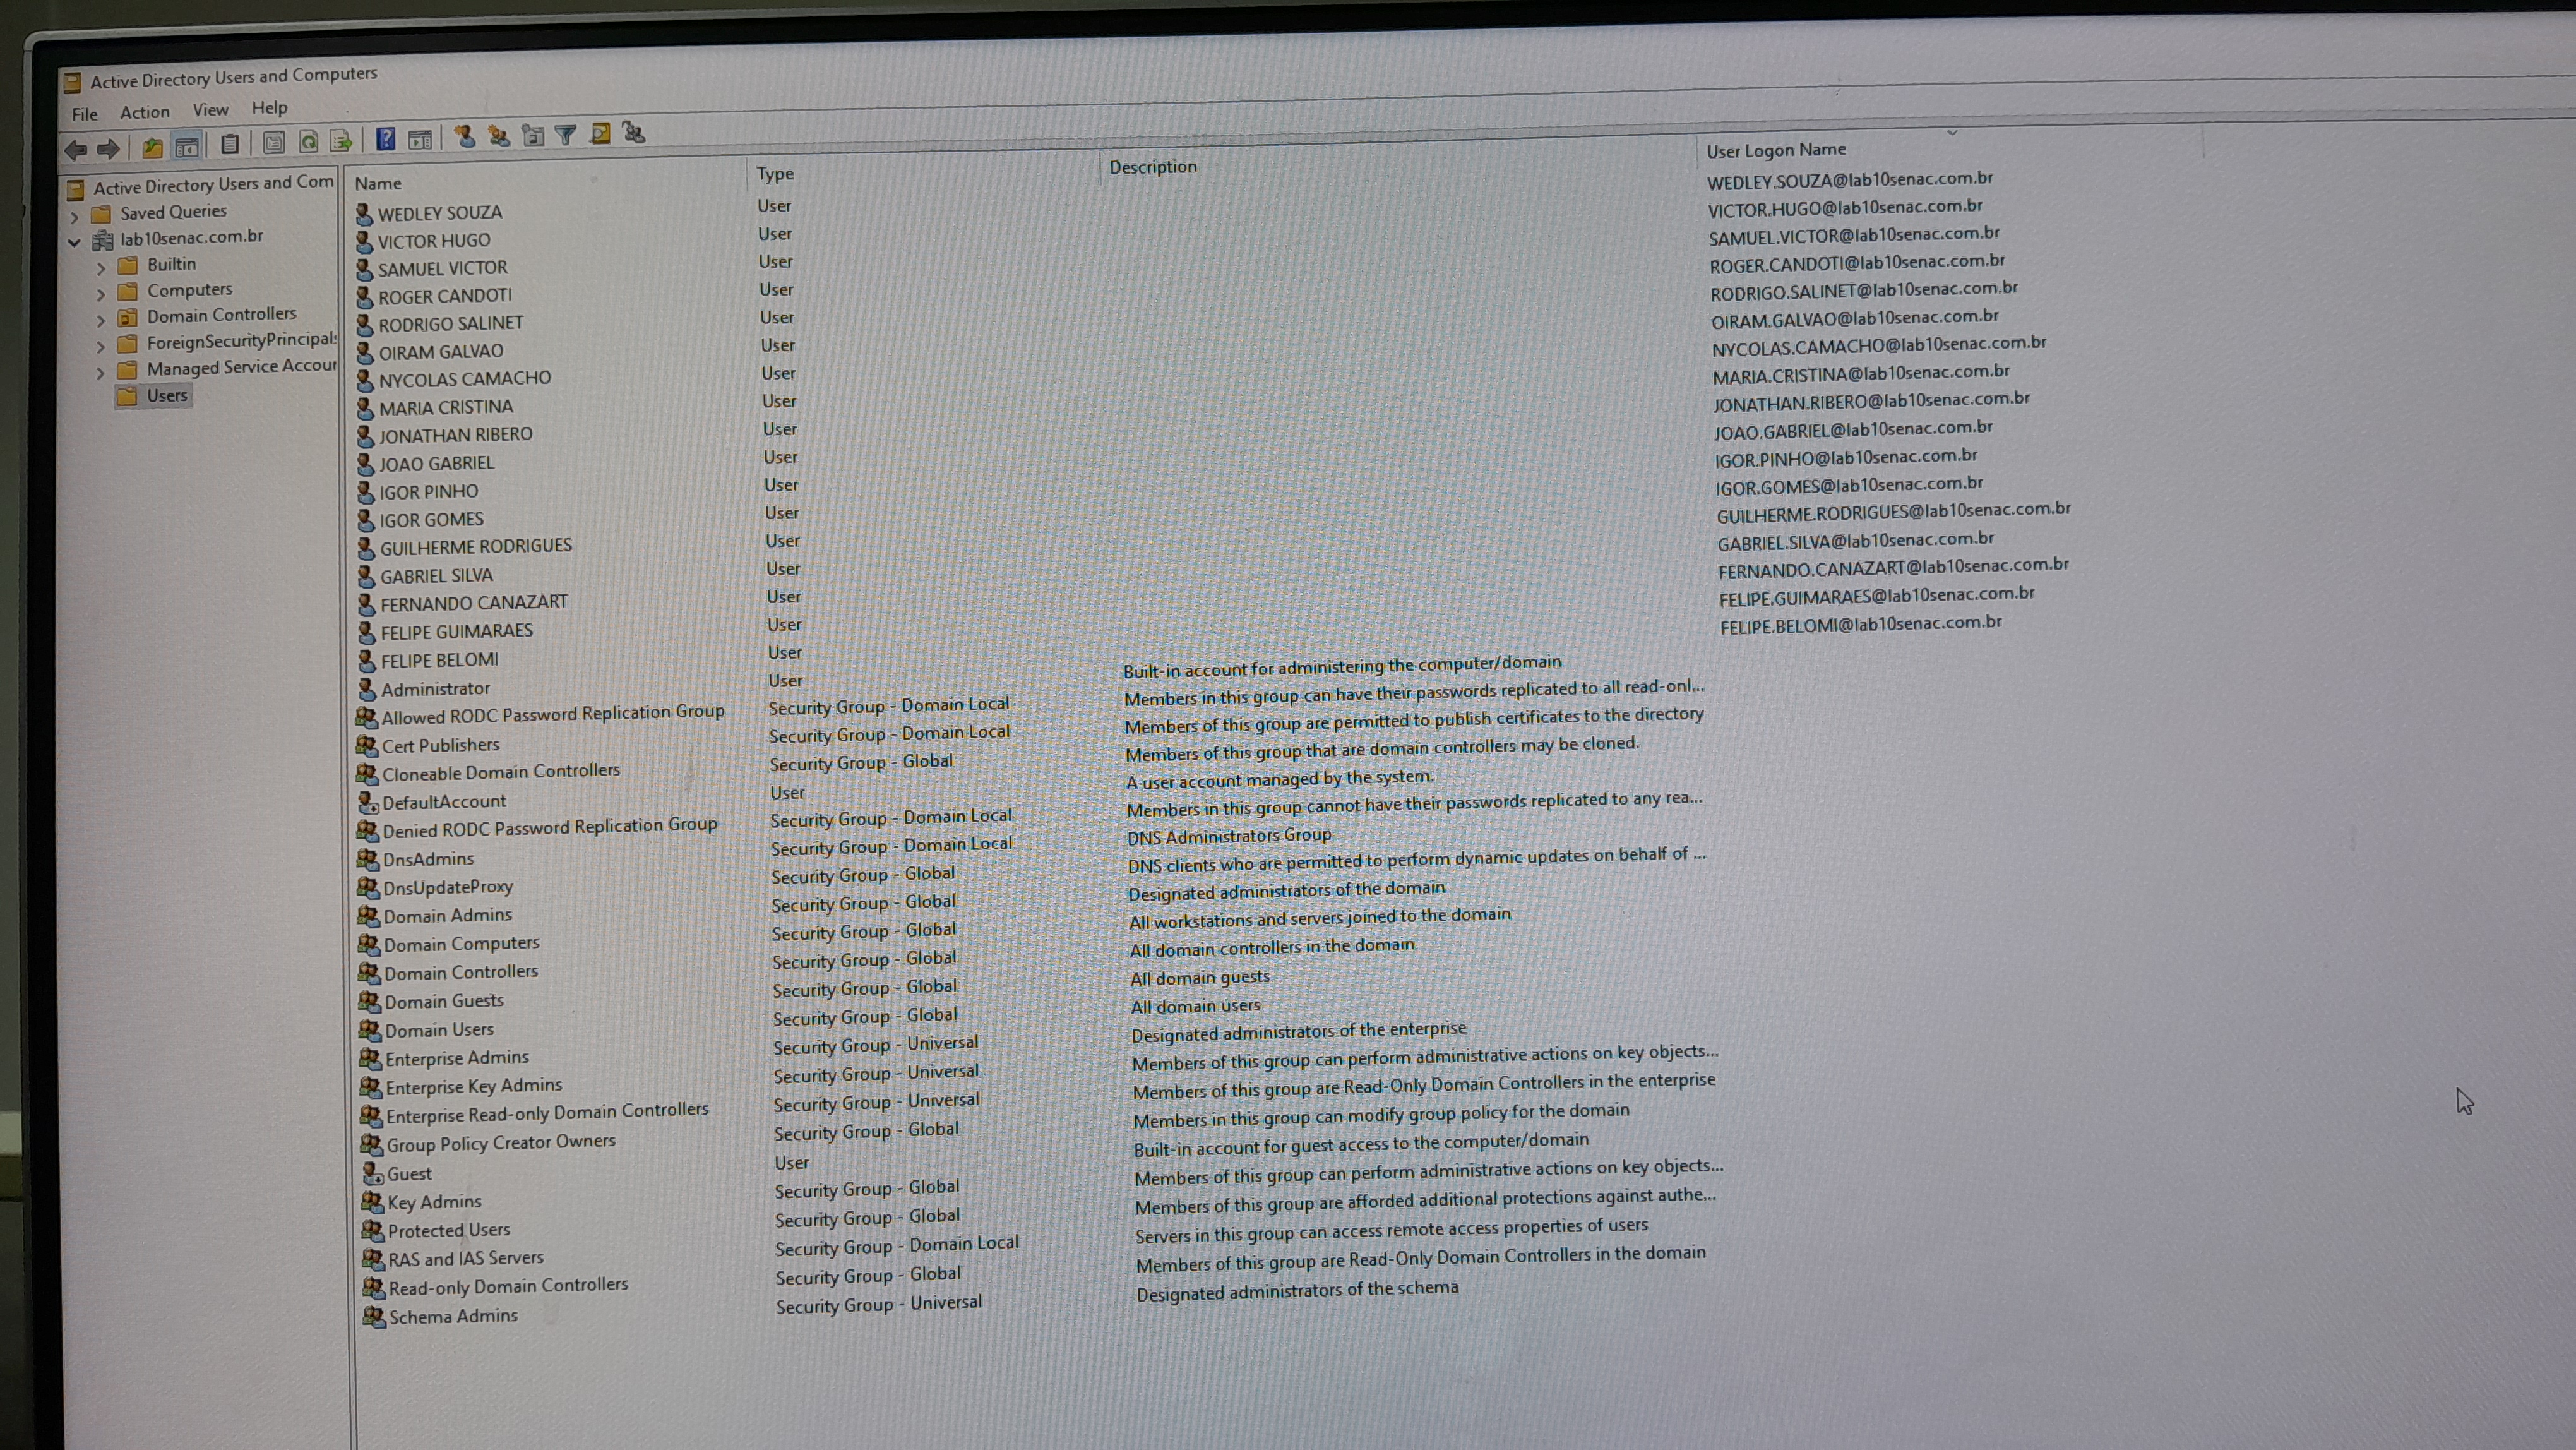 Active Directory Users and Computers
File Action View Help
Active Directory Users and Com
Saved Queries
lab10senac.com.br
Builtin
Computers
Domain Controllers
ForeignSecurityPrincipals
Managed Service Accour
Users
Name Type Description User Logon Name
WEDLEY SOUZA User WEDLEY.SOUZA@lab10senac.com.br
VICTOR HUGO User VICTOR.HUGO@lab10senac.com.br
SAMUEL VICTOR User SAMUEL.VICTOR@lab10senac.com.br
ROGER CANDOTI User ROGER.CANDOTI@lab10senac.com.br
RODRIGO SALINET User RODRIGO.SALINET@lab10senac.com.br
OIRAM GALVAO User OIRAM.GALVAO@lab10senac.com.br
NYCOLAS CAMACHO User NYCOLAS.CAMACHO@lab10senac.com.br
MARIA CRISTINA User MARIA.CRISTINA@lab10senac.com.br
JONATHAN RIBERO User JONATHAN.RIBERO@lab10senac.com.br
JOAO GABRIEL User JOAO.GABRIEL@lab10senac.com.br
IGOR PINHO User IGOR.PINHO@lab10senac.com.br
IGOR GOMES User IGOR.GOMES@lab10senac.com.br
GUILHERME RODRIGUES User GUILHERME.RODRIGUES@lab10senac.com.br
GABRIEL SILVA User GABRIEL.SILVA@lab10senac.com.br
FERNANDO CANAZART User FERNANDO.CANAZART@lab10senac.com.br
FELIPE GUIMARAES User FELIPE.GUIMARAES@lab10senac.com.br
FELIPE BELOMI User FELIPE.BELOMI@lab10senac.com.br
Administrator User Built-in account for administering the computer/domain
Allowed RODC Password Replication Group Security Group - Domain Local Members in this group can have their passwords replicated to all read-onl...
Cert Publishers Security Group - Domain Local Members of this group are permitted to publish certificates to the directory
Cloneable Domain Controllers Security Group - Global Members of this group that are domain controllers may be cloned.
DefaultAccount User A user account managed by the system.
Denied RODC Password Replication Group Security Group - Domain Local Members in this group cannot have their passwords replicated to any rea...
DnsAdmins Security Group - Domain Local DNS Administrators Group
DnsUpdateProxy Security Group - Global DNS clients who are permitted to perform dynamic updates on behalf of ...
Domain Admins Security Group - Global Designated administrators of the domain
Domain Computers Security Group - Global All workstations and servers joined to the domain
Domain Controllers Security Group - Global All domain controllers in the domain
Domain Guests Security Group - Global All domain guests
Domain Users Security Group - Global All domain users
Enterprise Admins Security Group - Universal Designated administrators of the enterprise
Enterprise Key Admins Security Group - Universal Members of this group can perform administrative actions on key objects...
Enterprise Read-only Domain Controllers Security Group - Universal Members of this group are Read-Only Domain Controllers in the enterprise
Group Policy Creator Owners Security Group - Global Members in this group can modify group policy for the domain
Guest User Built-in account for guest access to the computer/domain
Key Admins Security Group - Global Members of this group can perform administrative actions on key objects...
Protected Users Security Group - Global Members of this group are afforded additional protections against authe...
RAS and IAS Servers Security Group - Domain Local Servers in this group can access remote access properties of users
Read-only Domain Controllers Security Group - Global Members of this group are Read-Only Domain Controllers in the domain
Schema Admins Security Group - Universal Designated administrators of the schema